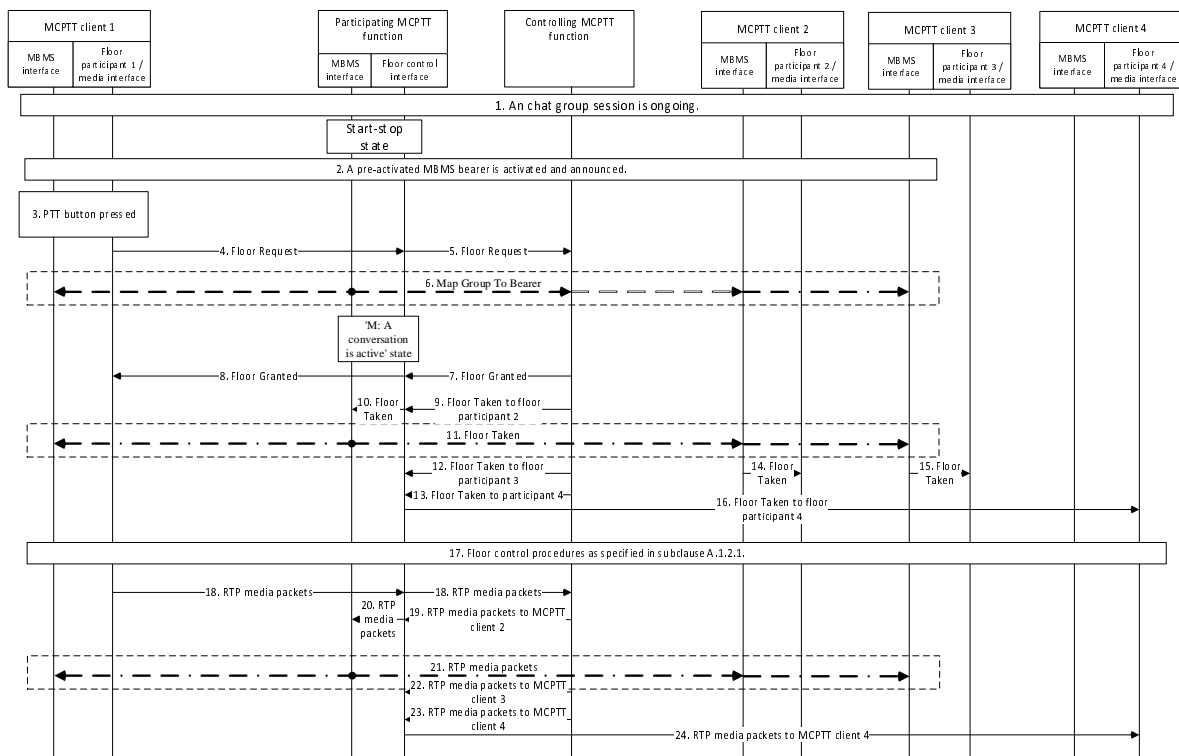 MCPTT client 1
MBMS
interface
Floor
participant 1 /
media interface
Participating MCPTT
function
MBMS
interface
Floor control
interface
Controlling MCPTT
function
MCPTT client 2
MBMS
interface
Floor
participant 2 /
media interface
MCPTT client 3
MBMS
interface
Floor
participant 3 /
media interface
MCPTT client 4
MBMS
interface
Floor
participant 4 /
media interface
1. An chat group session is ongoing.
Start-stop
state
2. A pre-activated MBMS bearer is activated and announced.
3. PTT button pressed
4. Floor Request
5. Floor Request
6. Map Group To Bearer
'M: A
conversation
is active' state
8. Floor Granted
7. Floor Granted
10. Floor
Taken
9. Floor Taken to floor
participant 2
11. Floor Taken
12. Floor Taken to floor
participant 3
14. Floor
Taken
15. Floor
Taken
13. Floor Taken to participant 4
16. Floor Taken to floor
participant 4
17. Floor control procedures as specified in subclause A.1.2.1.
18. RTP media packets
18. RTP media packets
20. RTP
media
packets
19. RTP media packets to MCPTT
client 2
21. RTP media packets
22. RTP media packets to MCPTT
client 3
23. RTP media packets to MCPTT
client 4
24. RTP media packets to MCPTT client 4